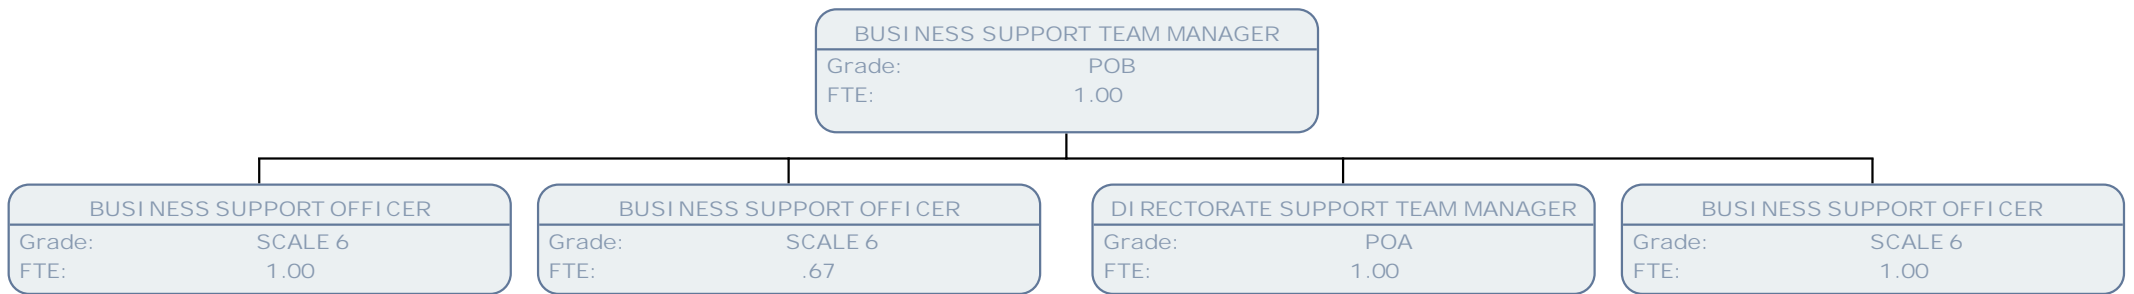 BUSINESS SUPPORT TEAM MANAGER
Grade: POB
FTE: 1.00
BUSINESS SUPPORT OFFICER
Grade: SCALE 6
FTE: 1.00
BUSINESS SUPPORT OFFICER
Grade: SCALE 6
FTE: .67
DIRECTORATE SUPPORT TEAM MANAGER
Grade: POA
FTE: 1.00
BUSINESS SUPPORT OFFICER
Grade: SCALE 6
FTE: 1.00